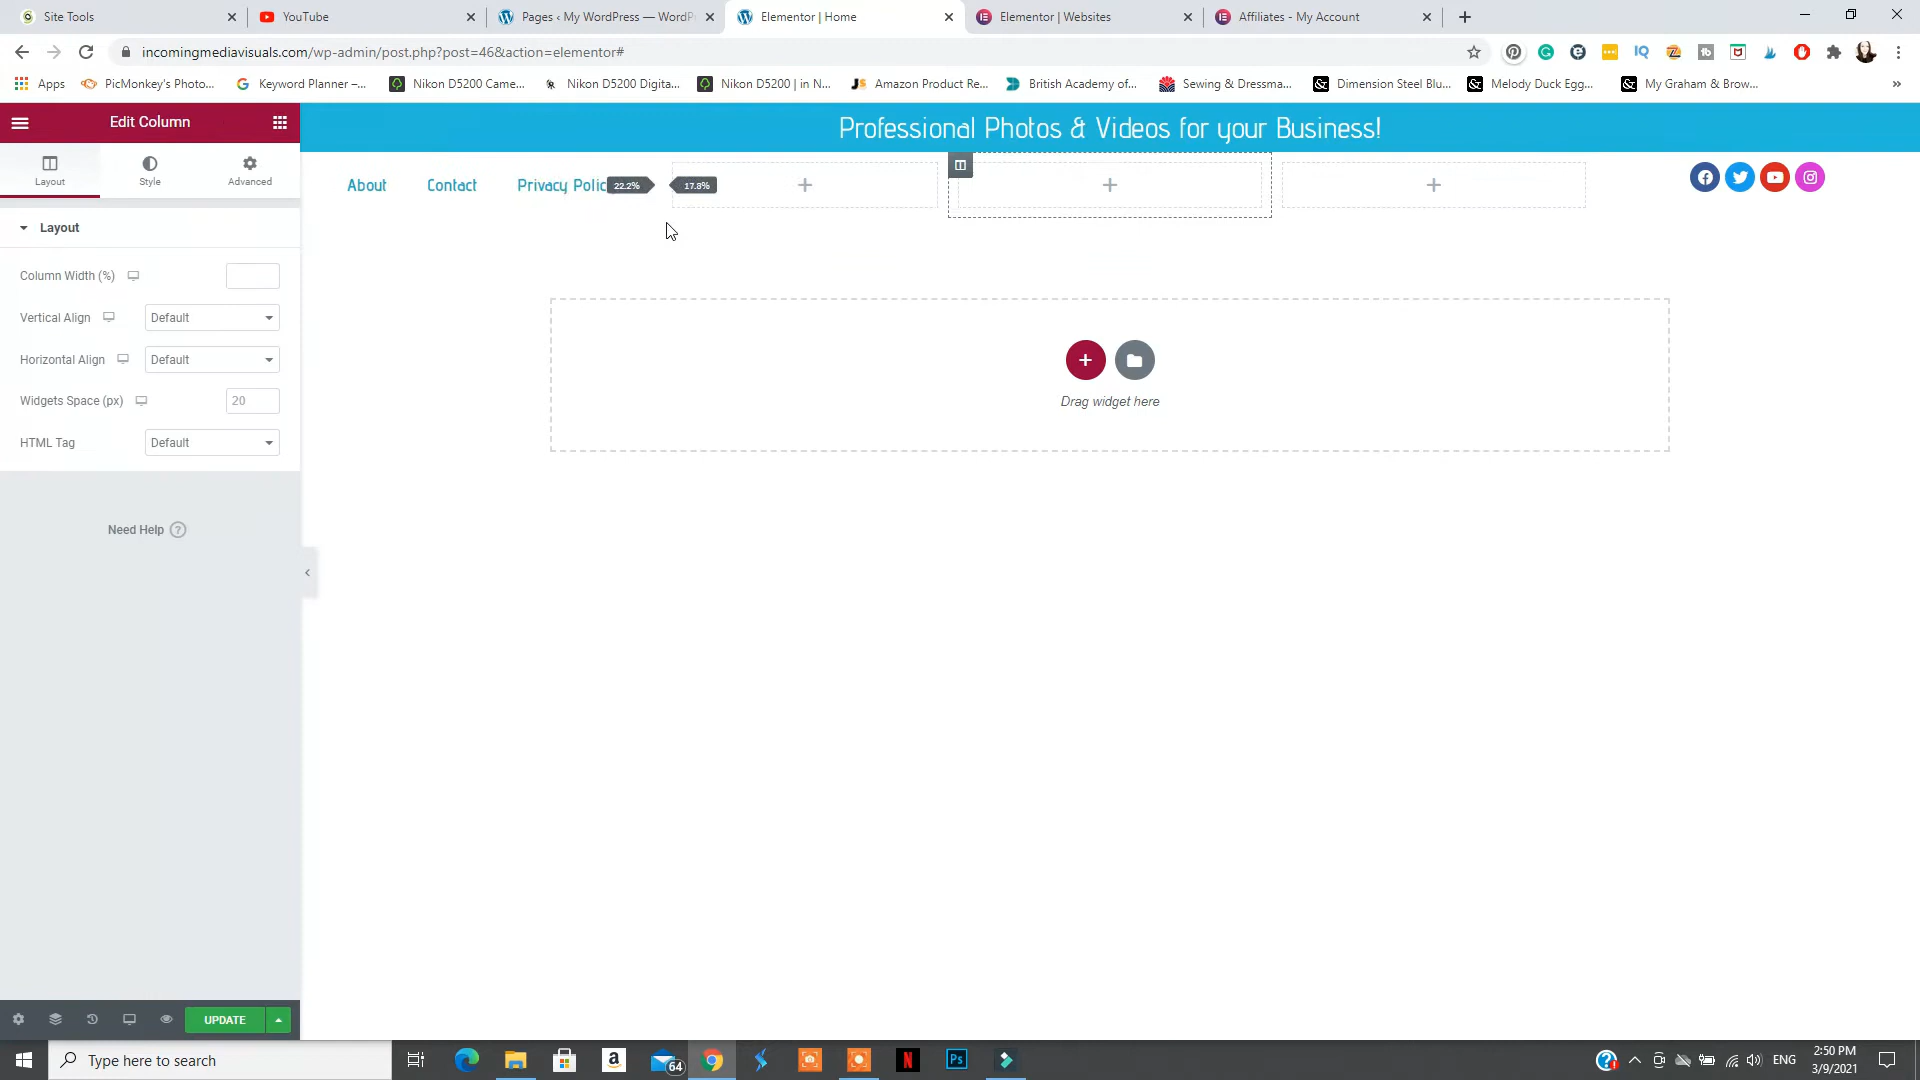 Site Tools
YouTube
Pages ‹ My WordPress — WordP
Elementor | Home
Elementor | Websites
Affiliates - My Account
incomingmediavisuals.com/wp-admin/post.php?post=46&action=elementor#
Apps
PicMonkey's Photo...
Keyword Planner –...
Nikon D5200 Came...
Nikon D5200 Digita...
Nikon D5200 | in N...
Amazon Product Re...
British Academy of...
Sewing & Dressma...
Dimension Steel Blu...
Melody Duck Egg...
My Graham & Brow...
Edit Column
Professional Photos & Videos for your Business!
Layout
Style
Advanced
About
Contact
Privacy Polic
22.2%
17.8%
Layout
Column Width (%)
Vertical Align
Default
Horizontal Align
Default
Widgets Space (px)
20
HTML Tag
Default
Drag widget here
Need Help ?
UPDATE
Type here to search
64
Ps
ENG
2:50 PM
3/9/2021